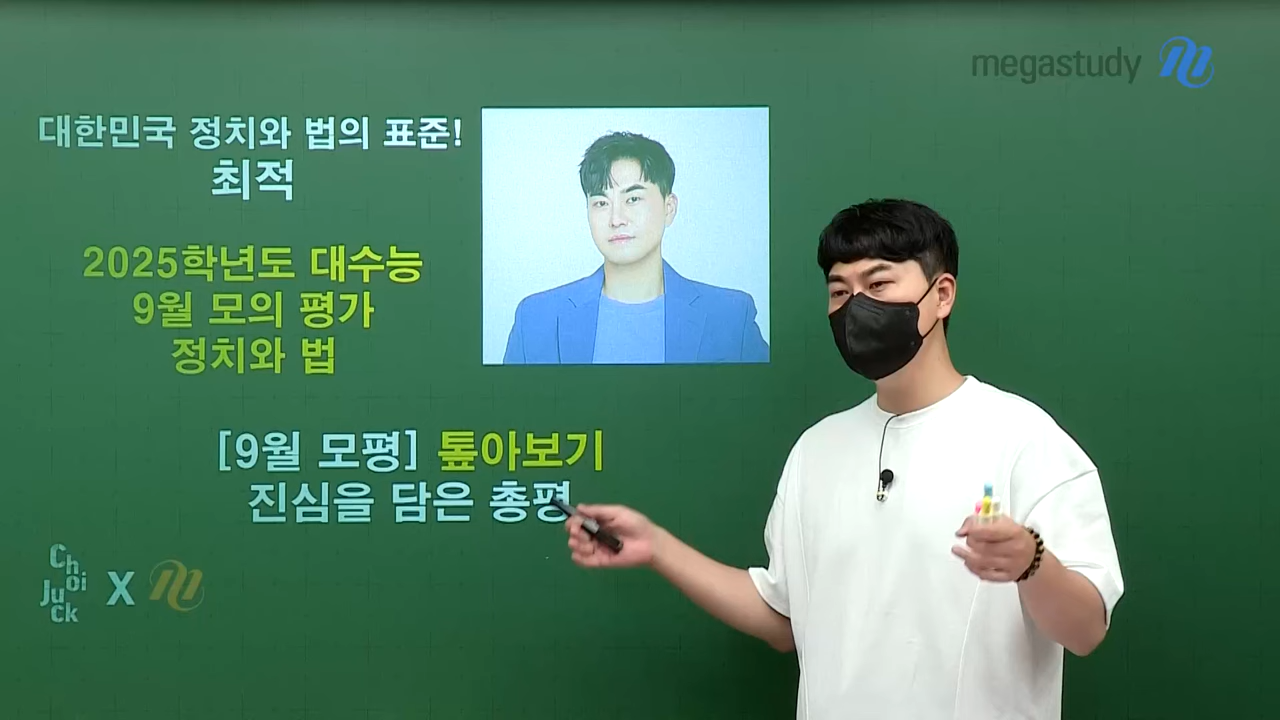 megastudy
대한민국 정치와 법의 표준!
최적
2025학년도 대수능
9월 모의 평가
정치와 법
[9월 모평] 톺아보기
진심을 담은 총평
Choi
Juck
X